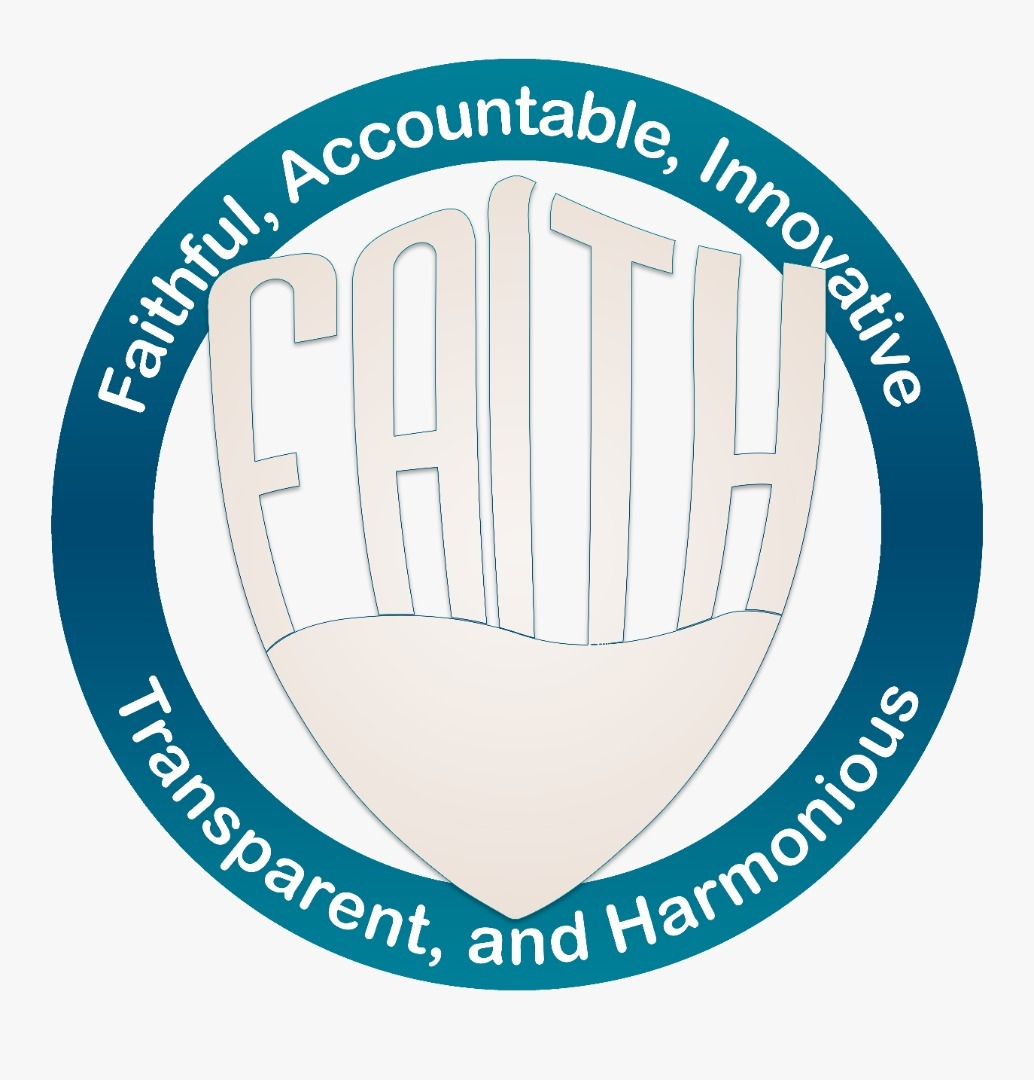 Faithful, Accountable, Innovative
FAITH
Transparent, and Harmonious